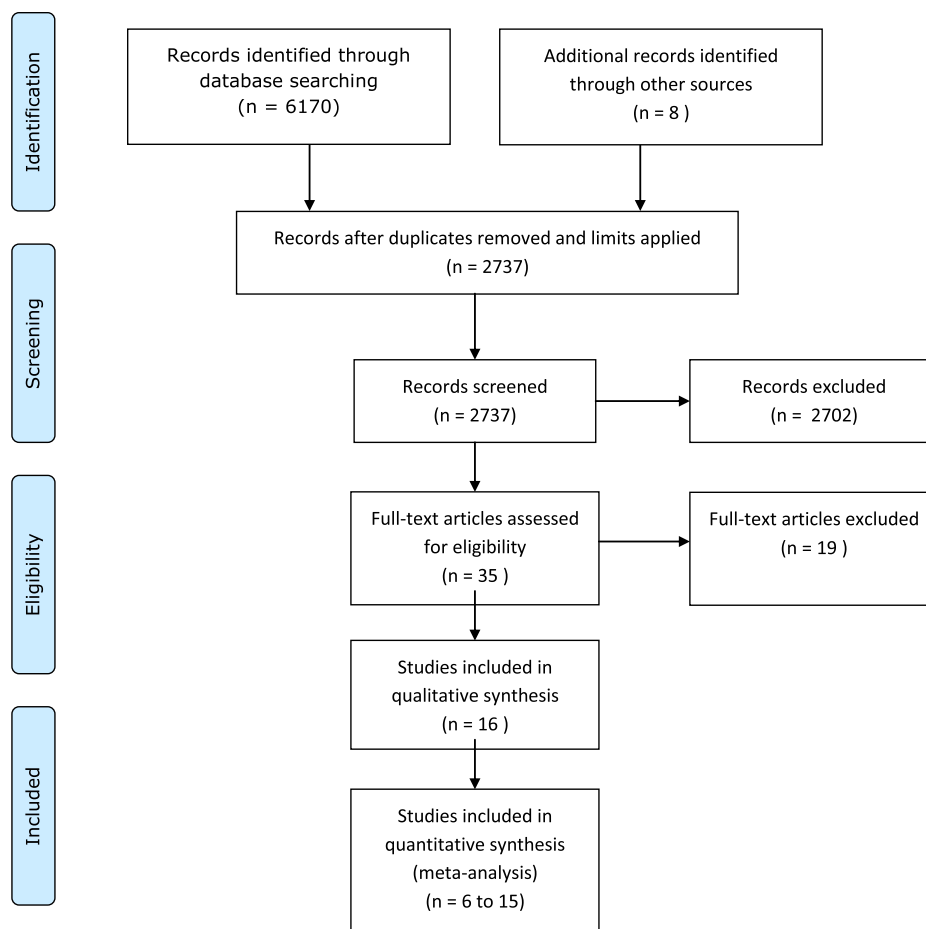 Identification
Records identified through
database searching
(n = 6170)
Additional records identified
through other sources
(n = 8 )
Records after duplicates removed and limits applied
(n = 2737)
Screening
Records screened
(n = 2737)
Records excluded
(n =  2702)
Eligibility
Full-text articles assessed
for eligibility
(n = 35 )
Full-text articles excluded
(n = 19 )
Studies included in
qualitative synthesis
(n = 16 )
Included
Studies included in
quantitative synthesis
(meta-analysis)
(n = 6 to 15)